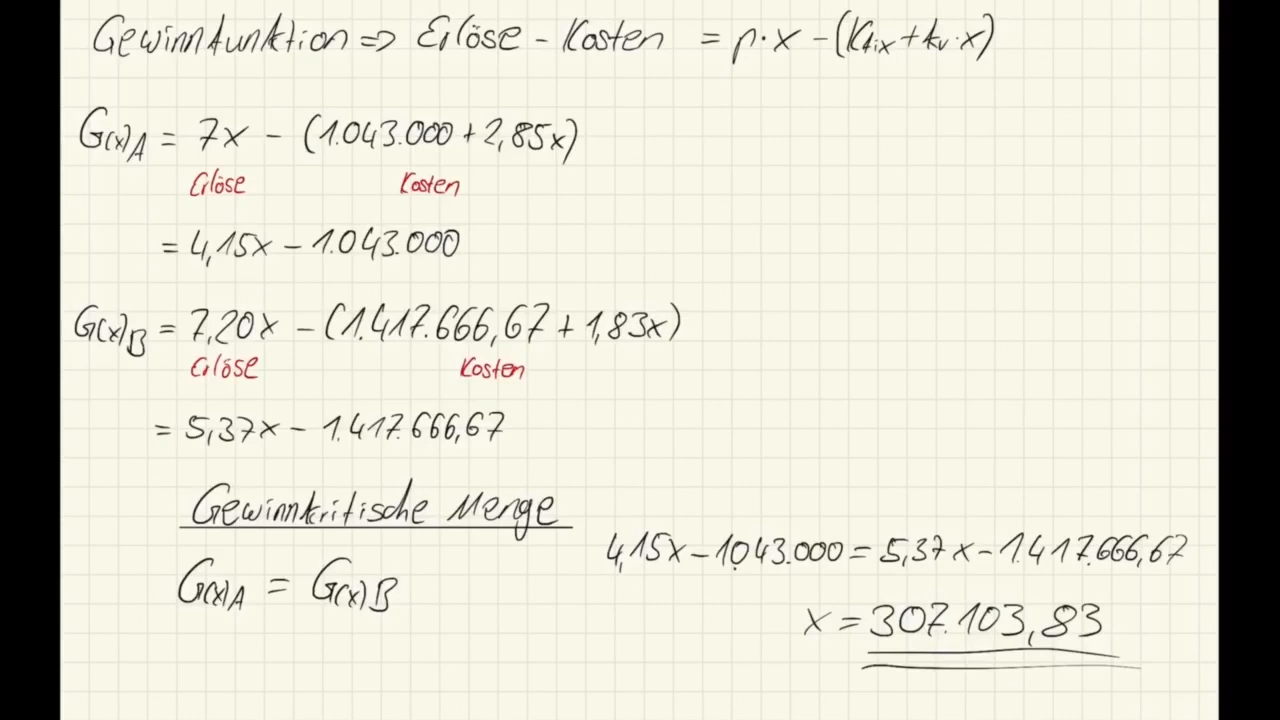 Gewinnfunktion => Erlöse - Kosten = p·x - (Kfix + kv·x)
G(x)A = 7x - (1.043.000 + 2,85x)
Erlöse Kosten
= 4,15x - 1.043.000
G(x)B = 7,20x - (1.417.666,67 + 1,83x)
Erlöse Kosten
= 5,37x - 1.417.666,67
Gewinnkritische Menge
G(x)A = G(x)B
4,15x - 1.043.000 = 5,37x - 1.417.666,67
x = 307.103,83